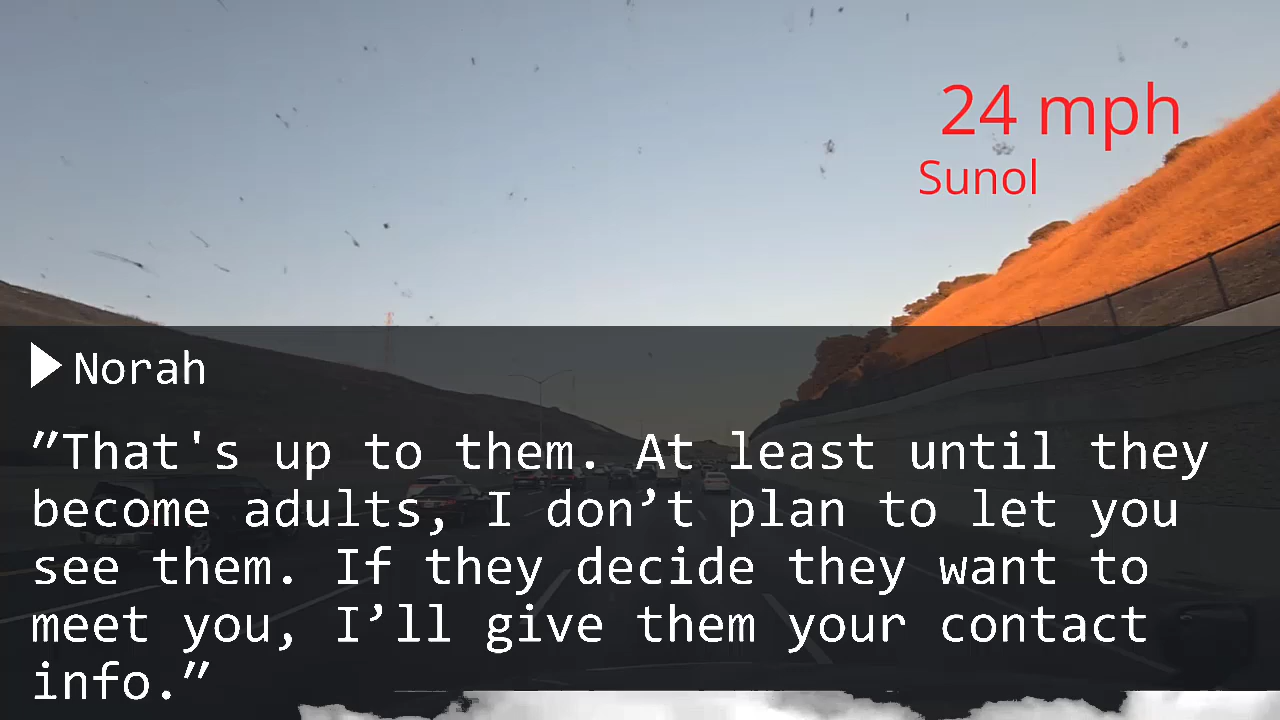 24 mph
Sunol
Norah
"That's up to them. At least until they
become adults, I don’t plan to let you
see them. If they decide they want to
meet you, I’ll give them your contact
info."